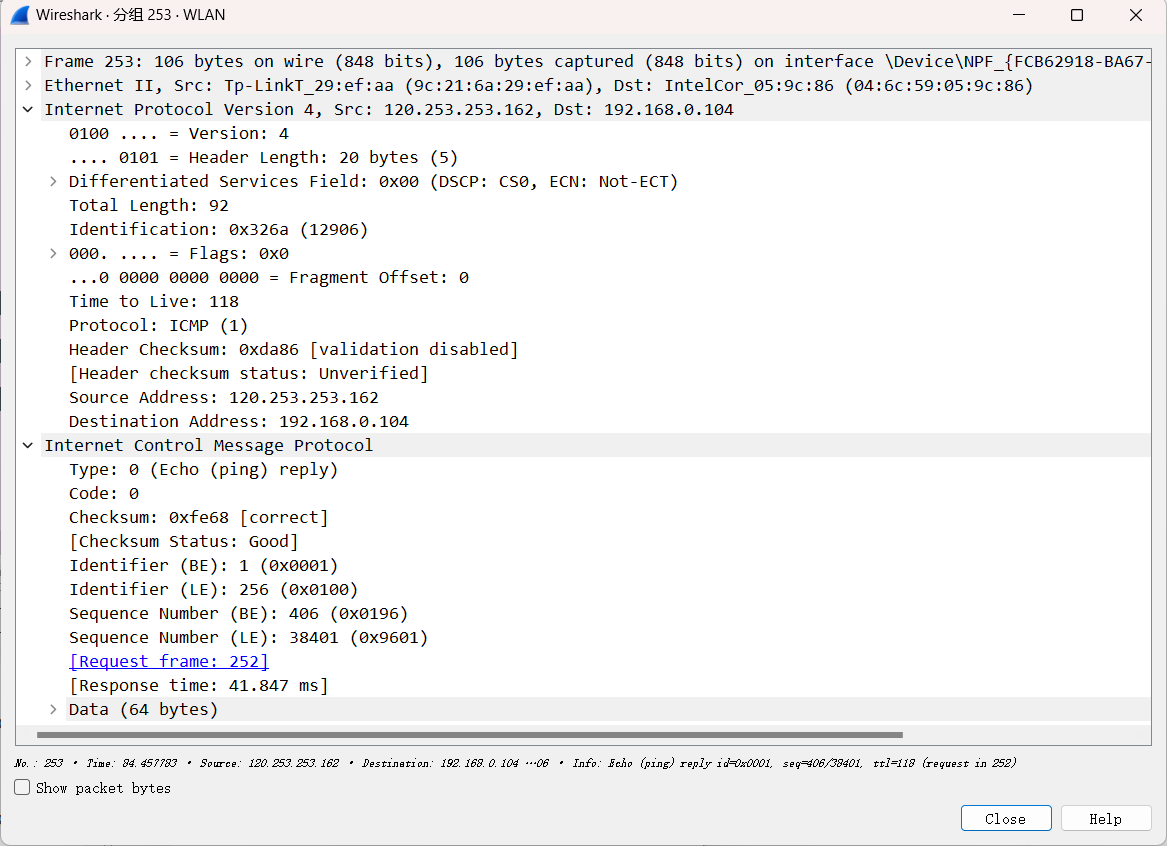 Wireshark · 分组 253 · WLAN
Frame 253: 106 bytes on wire (848 bits), 106 bytes captured (848 bits) on interface \Device\NPF_{FCB62918-BA67-
Ethernet II, Src: Tp-LinkT_29:ef:aa (9c:21:6a:29:ef:aa), Dst: IntelCor_05:9c:86 (04:6c:59:05:9c:86)
Internet Protocol Version 4, Src: 120.253.253.162, Dst: 192.168.0.104
0100 .... = Version: 4
.... 0101 = Header Length: 20 bytes (5)
Differentiated Services Field: 0x00 (DSCP: CS0, ECN: Not-ECT)
Total Length: 92
Identification: 0x326a (12906)
000. .... = Flags: 0x0
...0 0000 0000 0000 = Fragment Offset: 0
Time to Live: 118
Protocol: ICMP (1)
Header Checksum: 0xda86 [validation disabled]
[Header checksum status: Unverified]
Source Address: 120.253.253.162
Destination Address: 192.168.0.104
Internet Control Message Protocol
Type: 0 (Echo (ping) reply)
Code: 0
Checksum: 0xfe68 [correct]
[Checksum Status: Good]
Identifier (BE): 1 (0x0001)
Identifier (LE): 256 (0x0100)
Sequence Number (BE): 406 (0x0196)
Sequence Number (LE): 38401 (0x9601)
[Request frame: 252]
[Response time: 41.847 ms]
Data (64 bytes)
No.: 253 · Time: 84.457783 · Source: 120.253.253.162 · Destination: 192.168.0.104 ···06 · Info: Echo (ping) reply id=0x0001, seq=406/38401, ttl=118 (request in 252)
Show packet bytes
Close
Help